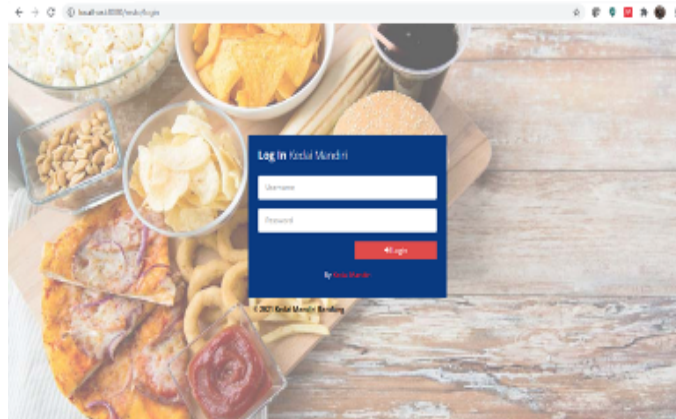 Log In Kedai Mandiri
Username
Password
Login
By Kedai Mandiri
© 2021 Kedai Mandiri Bandung